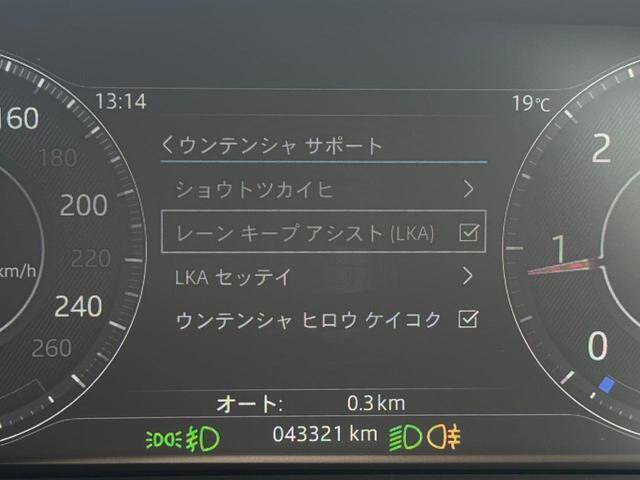 13:14
19℃
160
180
200
220
km/h
240
260
2
1
0
ウンテンシャ サポート
ショウトツカイヒ
レーン キープ アシスト (LKA)
LKA セッテイ
ウンテンシャ ヒロウ ケイコク
オート: 0.3 km
043321 km